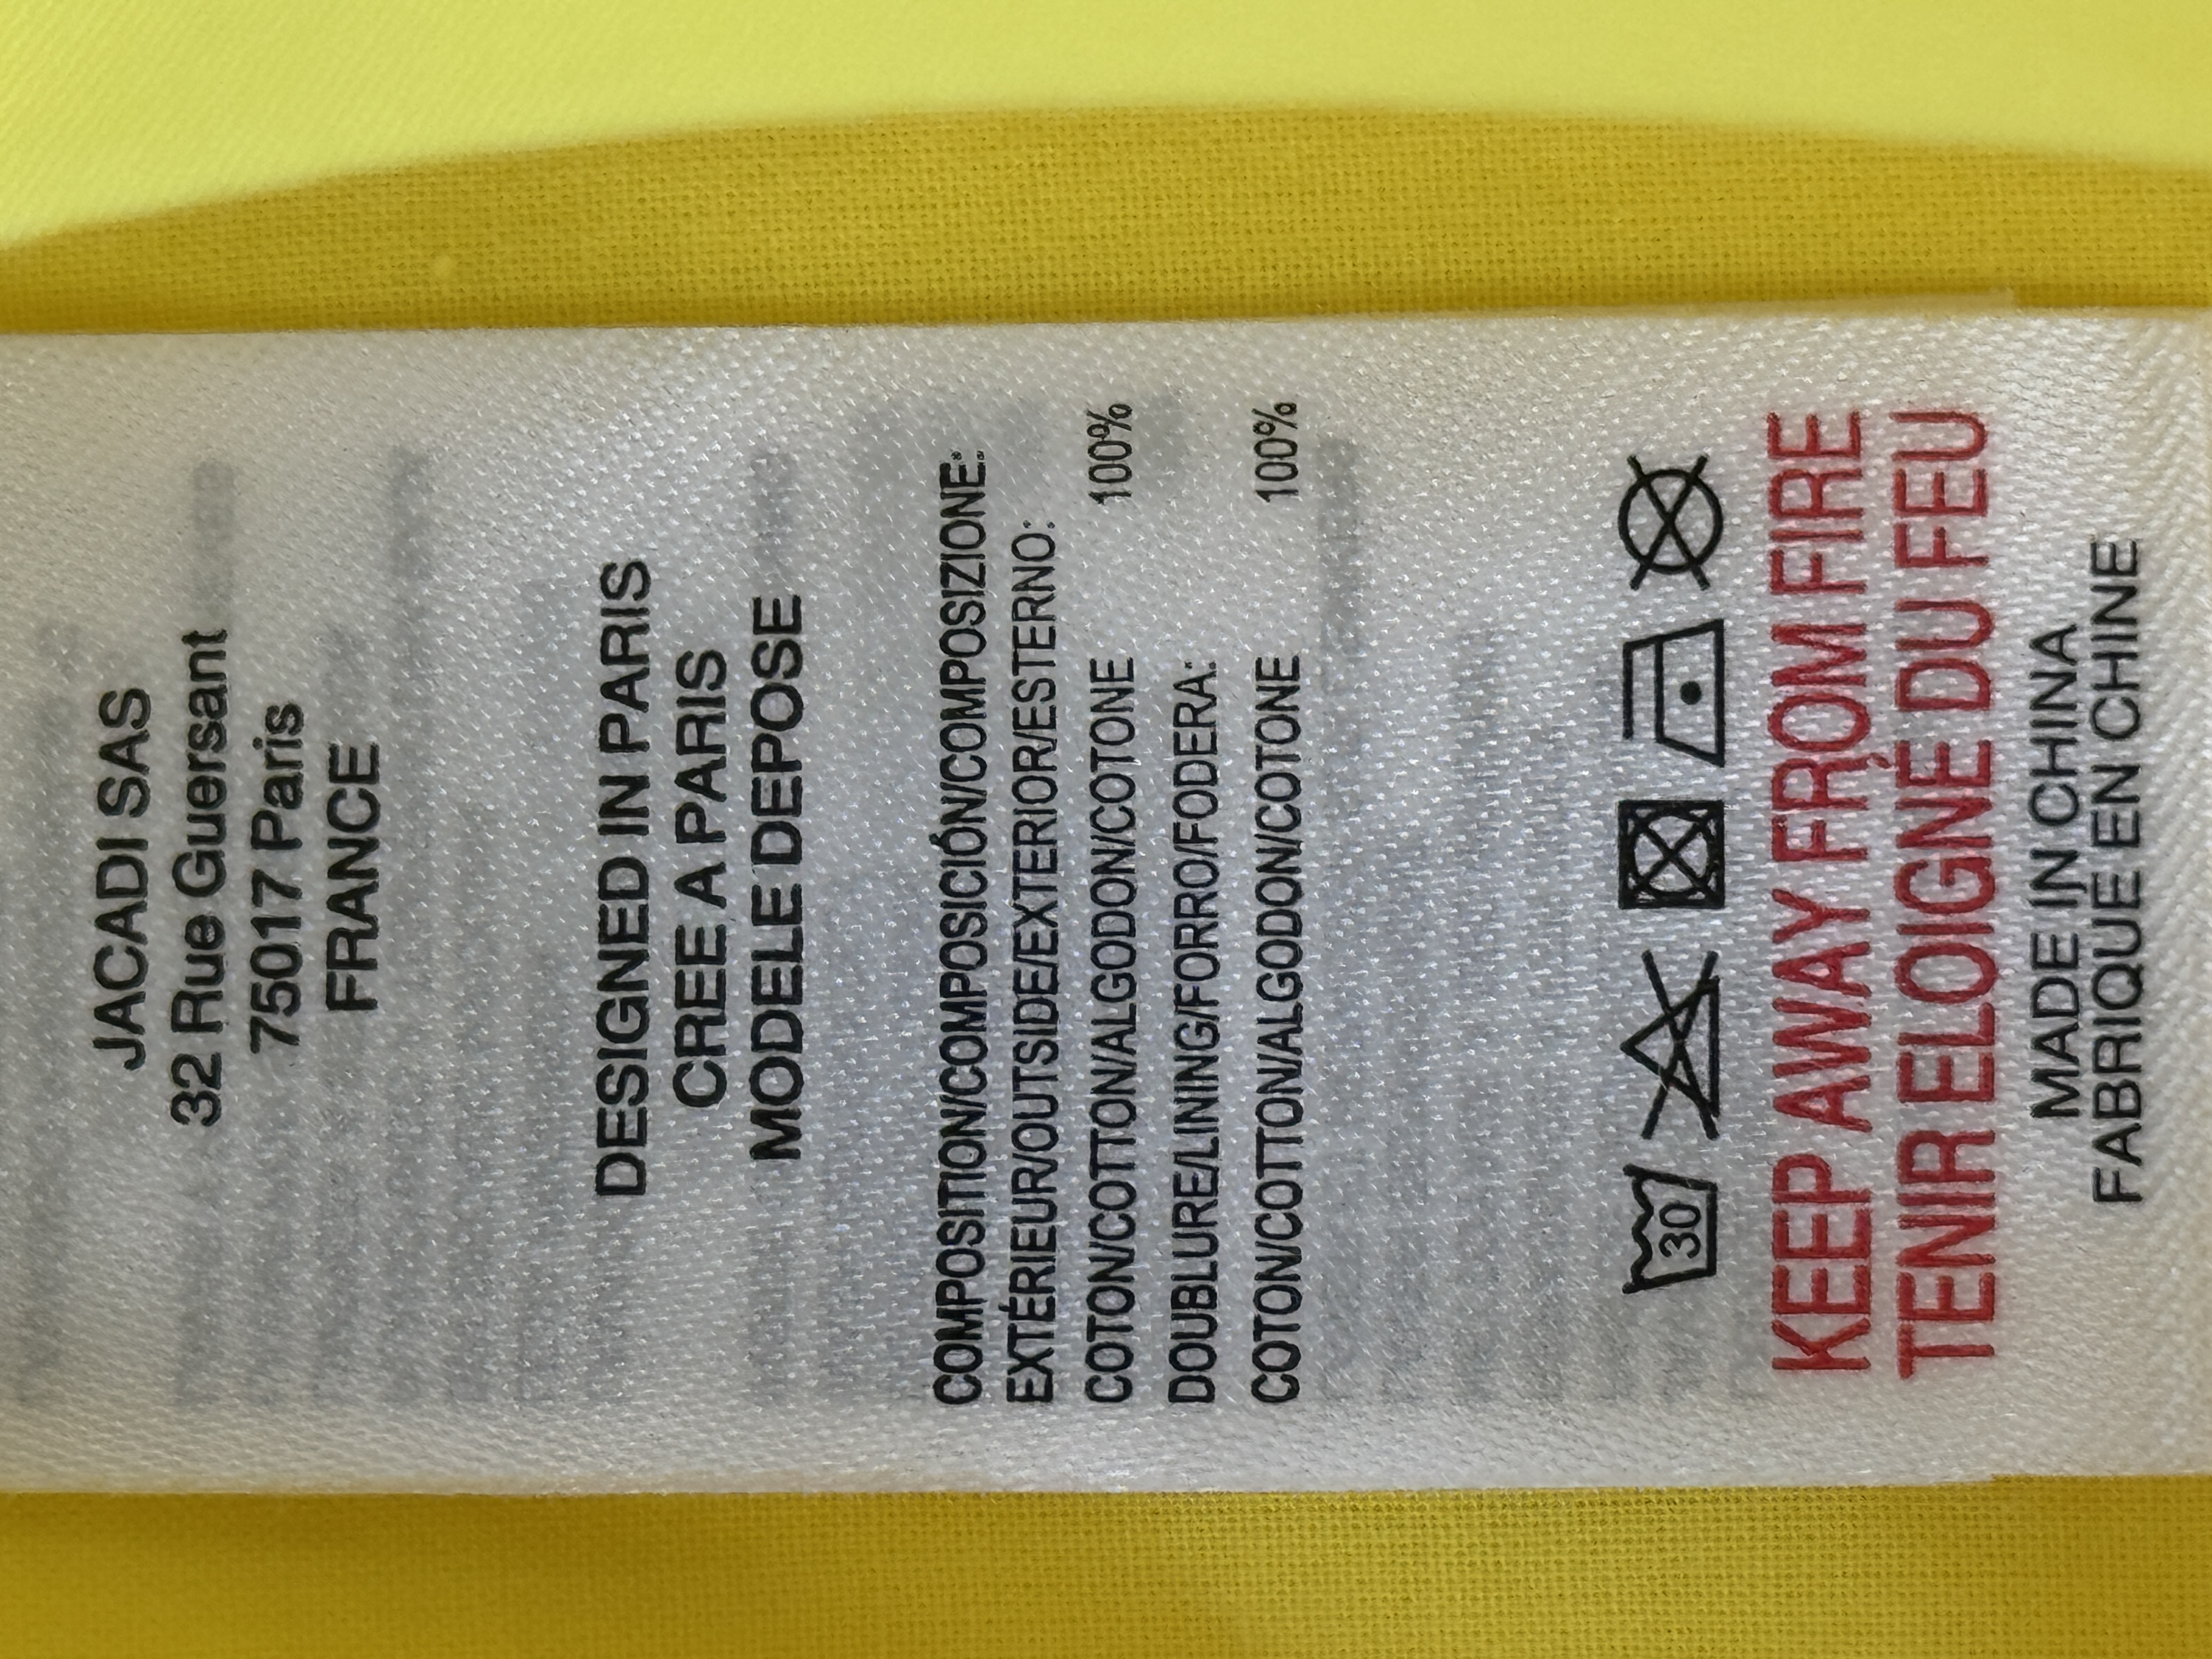 JACADI SAS
32 Rue Guersant
75017 Paris
FRANCE
DESIGNED IN PARIS
CREE A PARIS
MODELE DEPOSE
COMPOSITION/COMPOSICIÓN/COMPOSIZIONE:
EXTÉRIEUR/OUTSIDE/EXTERIOR/ESTERNO:
COTON/COTTON/ALGODON/COTONE 100%
DOUBLURE/LINING/FORRO/FODERA:
COTON/COTTON/ALGODON/COTONE 100%
30
KEEP AWAY FROM FIRE
TENIR ELOIGNÉ DU FEU
MADE IN CHINA
FABRIQUE EN CHINE